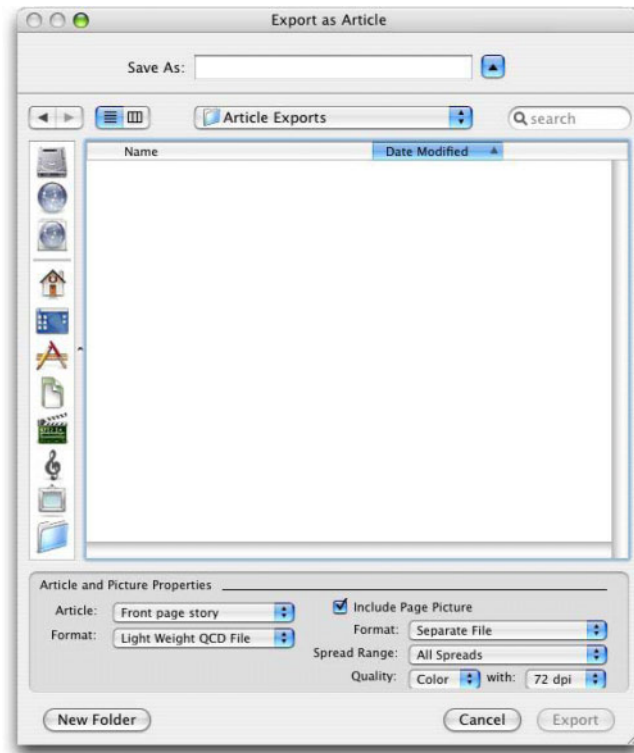 Export as Article
Save As:
Article Exports
search
Name Date Modified
Article and Picture Properties
Article: Front page story
Format: Light Weight QCD File
Include Page Picture
Format: Separate File
Spread Range: All Spreads
Quality: Color with: 72 dpi
New Folder Cancel Export